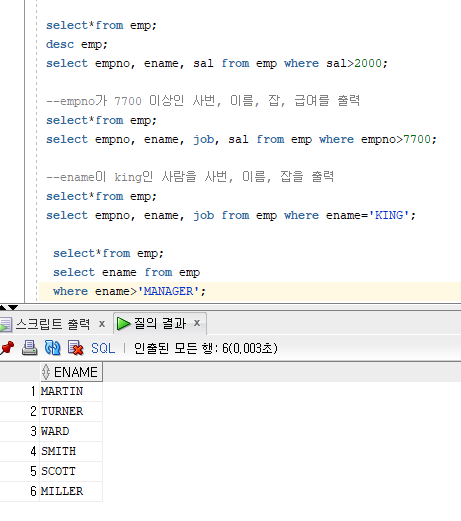 select*from emp;
desc emp;
select empno, ename, sal from emp where sal>2000;
--empno가 7700 이상인 사번, 이름, 잡, 급여를 출력
select*from emp;
select empno, ename, job, sal from emp where empno>7700;
--ename이 king인 사람을 사번, 이름, 잡을 출력
select*from emp;
select empno, ename, job from emp where ename='KING';
select*from emp;
select ename from emp
where ename>'MANAGER';
스크립트 출력 x 질의 결과 x
SQL | 인출된 모든 행: 6(0,003초)
ENAME
1 MARTIN
2 TURNER
3 WARD
4 SMITH
5 SCOTT
6 MILLER